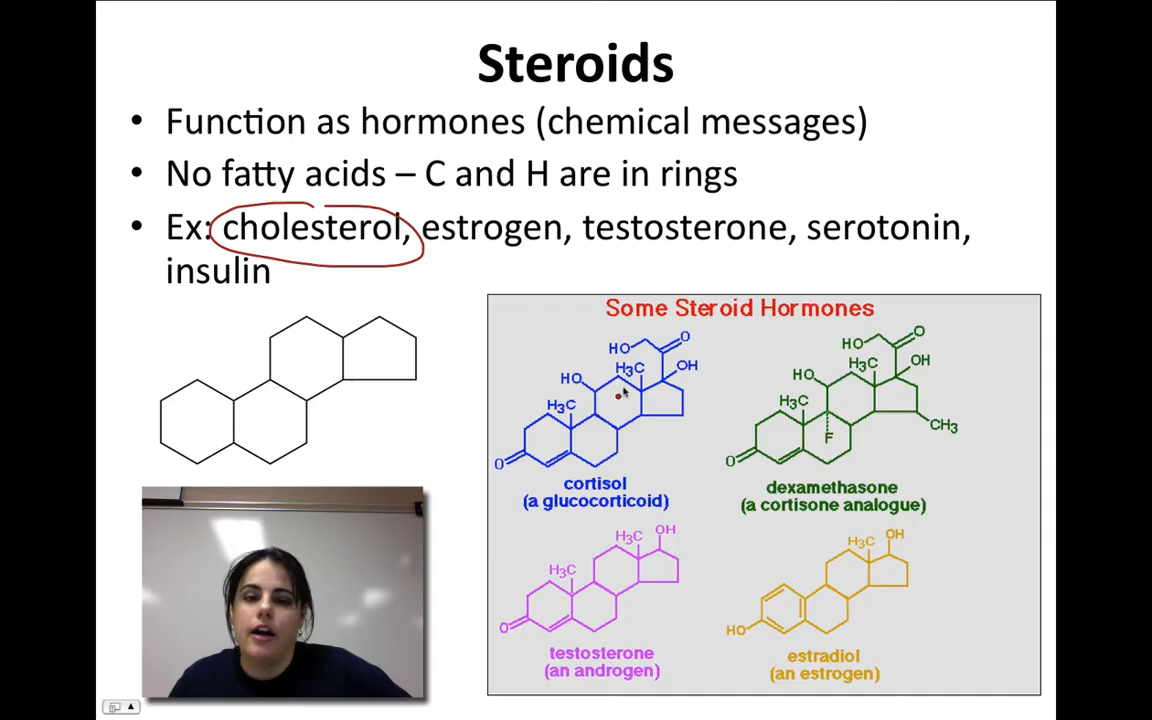 Steroids
• Function as hormones (chemical messages)
• No fatty acids – C and H are in rings
• Ex: cholesterol, estrogen, testosterone, serotonin,
insulin
Some Steroid Hormones
HO
O
H₃C
OH
HO
H₃C
O
cortisol
(a glucocorticoid)
HO
O
H₃C
OH
HO
H₃C
F
CH₃
O
dexamethasone
(a cortisone analogue)
OH
H₃C
H₃C
O
testosterone
(an androgen)
OH
H₃C
HO
estradiol
(an estrogen)